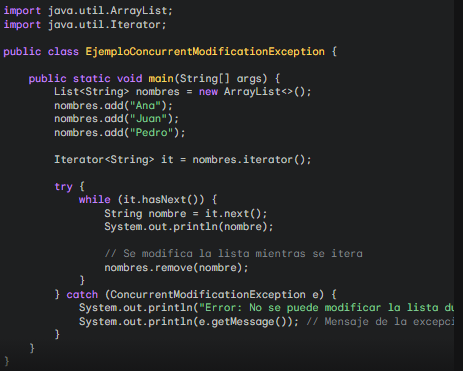 import java.util.ArrayList;
import java.util.Iterator;
public class EjemploConcurrentModificationException {
public static void main(String[] args) {
List<String> nombres = new ArrayList<>();
nombres.add("Ana");
nombres.add("Juan");
nombres.add("Pedro");
Iterator<String> it = nombres.iterator();
try {
while (it.hasNext()) {
String nombre = it.next();
System.out.println(nombre);
// Se modifica la lista mientras se itera
nombres.remove(nombre);
}
} catch (ConcurrentModificationException e) {
System.out.println("Error: No se puede modificar la lista du
System.out.println(e.getMessage()); // Mensaje de la excepci
}
}
}